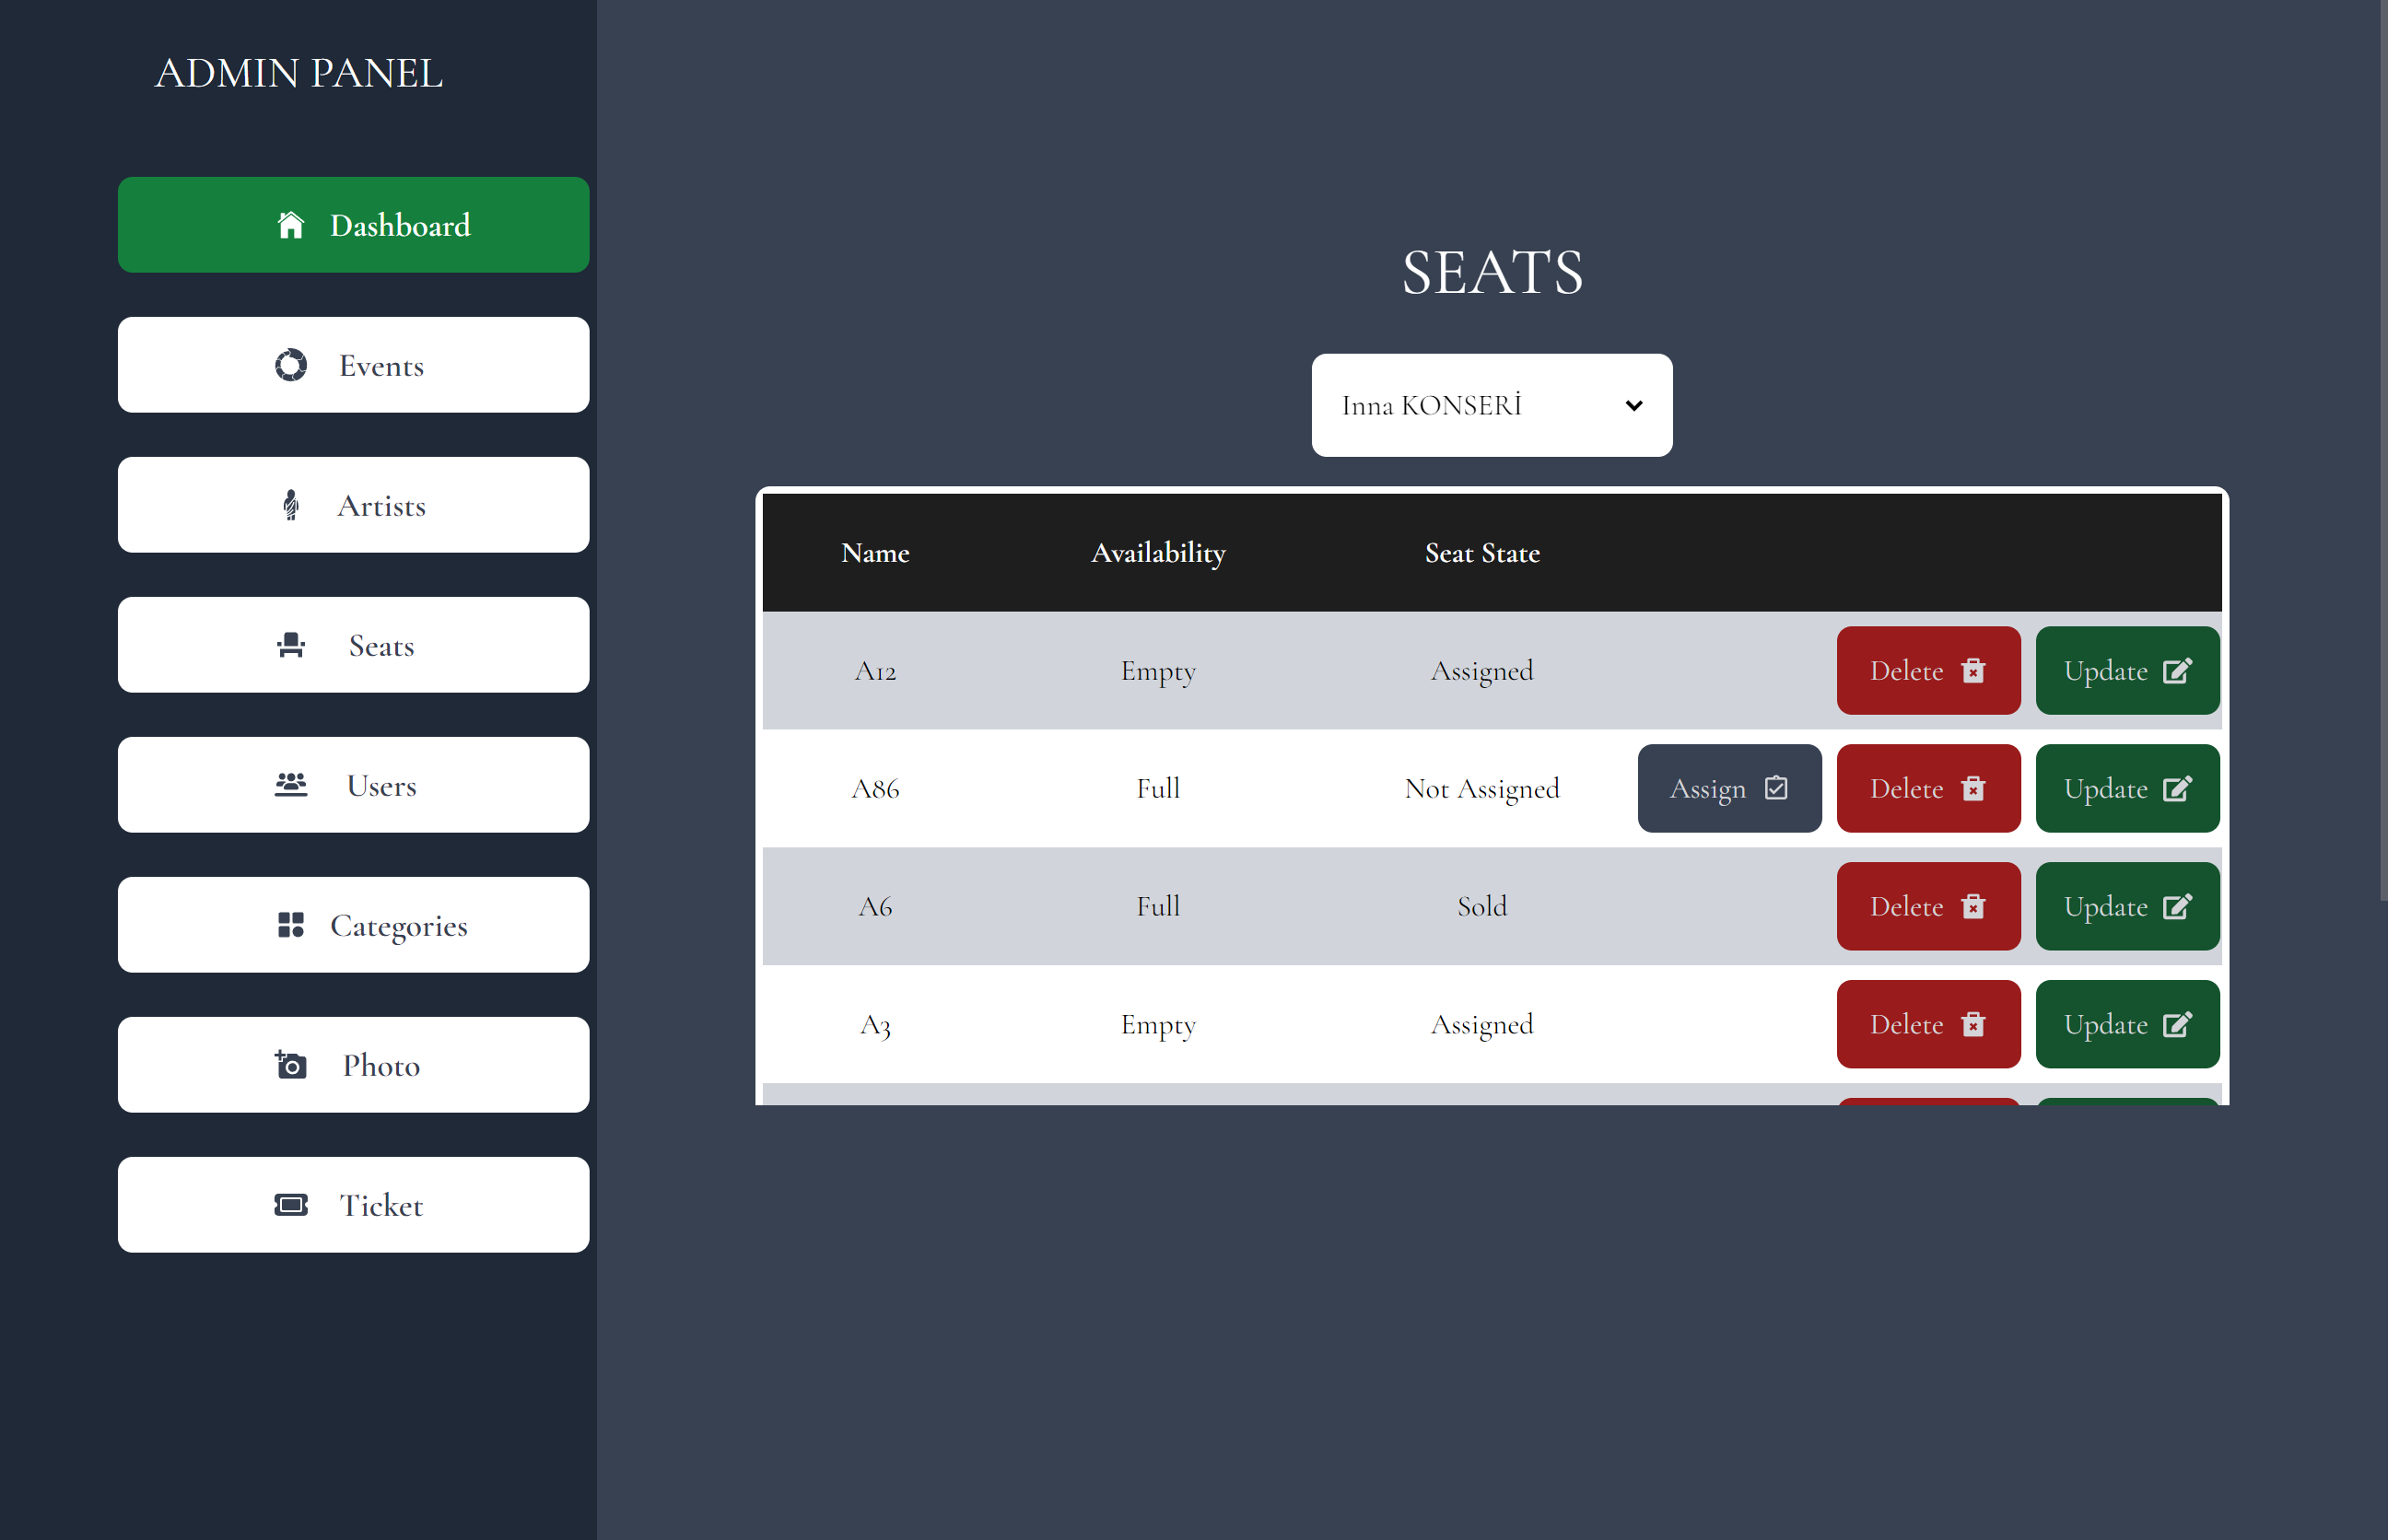 ADMIN PANEL
Dashboard
Events
Artists
Seats
Users
Categories
Photo
Ticket
SEATS
Inna KONSERİ
Name Availability Seat State
A12 Empty Assigned Delete Update
A86 Full Not Assigned Assign Delete Update
A6 Full Sold Delete Update
A3 Empty Assigned Delete Update